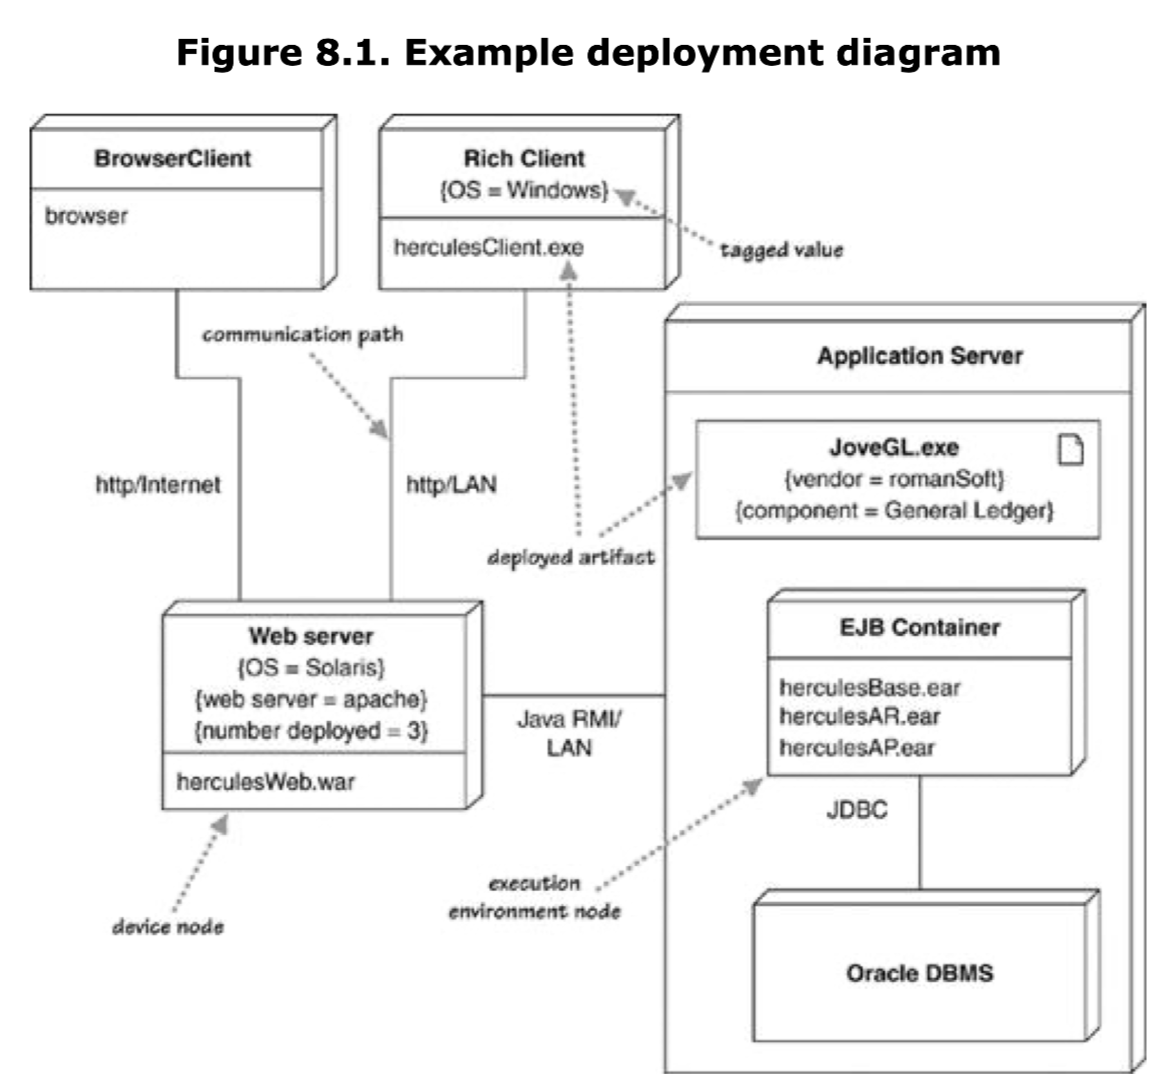 Figure 8.1. Example deployment diagram
BrowserClient
browser
Rich Client
{OS = Windows}
herculesClient.exe
tagged value
communication path
Application Server
JoveGL.exe
{vendor = romanSoft}
{component = General Ledger}
http/Internet
http/LAN
deployed artifact
Web server
{OS = Solaris}
{web server = apache}
{number deployed = 3}
herculesWeb.war
Java RMI/
LAN
EJB Container
herculesBase.ear
herculesAR.ear
herculesAP.ear
JDBC
execution
environment node
device node
Oracle DBMS